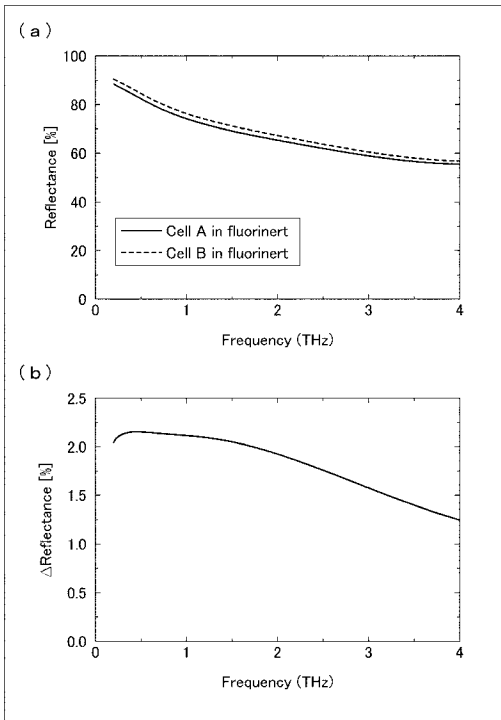 (a)
100
80
60
40
20
0
Reflectance [%]
Cell A in fluorinert
Cell B in fluorinert
0 1 2 3 4
Frequency (THz)
(b)
2.5
2.0
1.5
1.0
0.5
0.0
△Reflectance [%]
0 1 2 3 4
Frequency (THz)